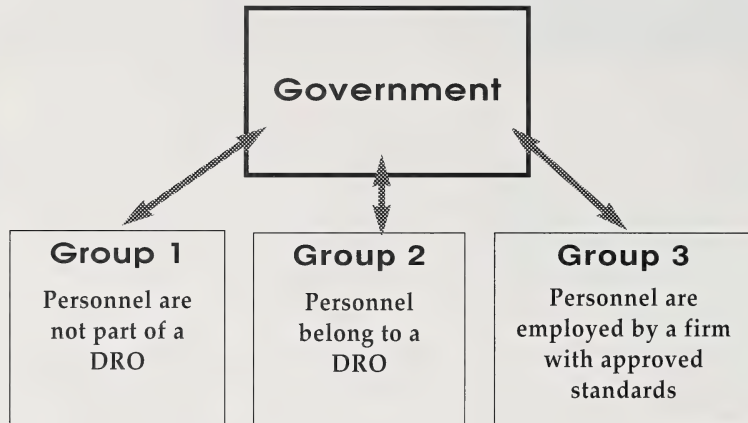 Government
Group 1
Personnel are
not part of a
DRO
Group 2
Personnel
belong to a
DRO
Group 3
Personnel are
employed by a firm
with approved
standards